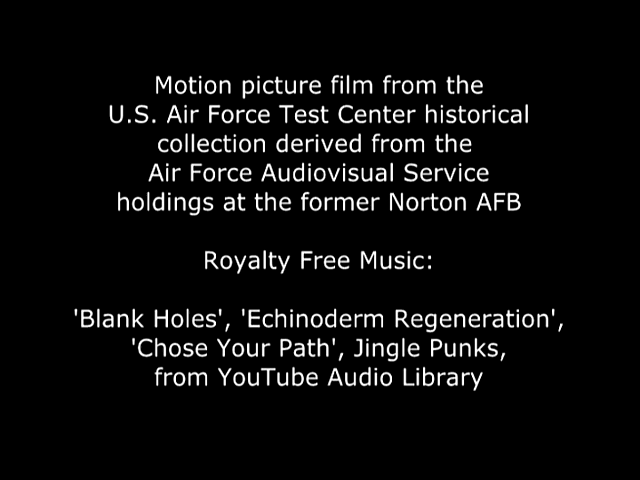 Motion picture film from the
U.S. Air Force Test Center historical
collection derived from the
Air Force Audiovisual Service
holdings at the former Norton AFB
Royalty Free Music:
'Blank Holes', 'Echinoderm Regeneration',
'Chose Your Path', Jingle Punks,
from YouTube Audio Library